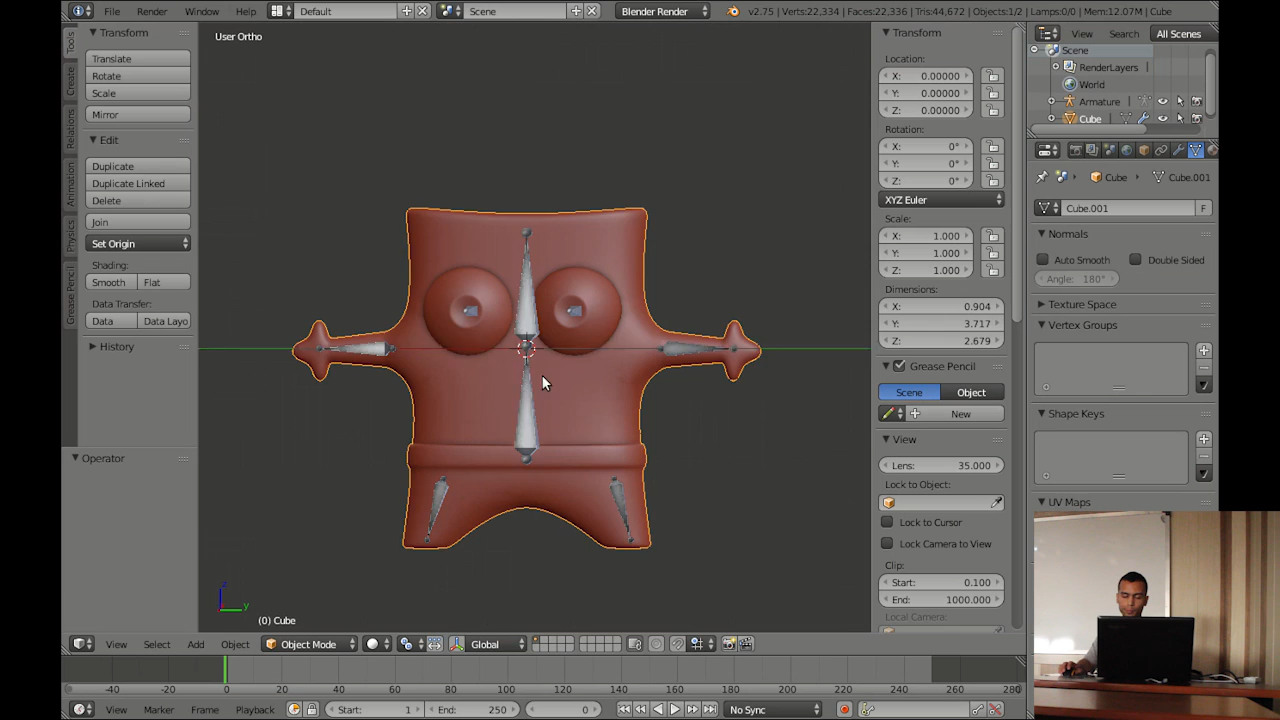 File Render Window Help Default Scene Blender Render v2.75 | Verts:22,334 | Faces:22,336 | Tris:44,672 | Objects:1/2 | Lamps:0/0 | Mem:12.07M | Cube
Tools
Create
Relations
Animation
Physics
Grease Pencil
Transform
Translate
Rotate
Scale
Mirror
Edit
Duplicate
Duplicate Linked
Delete
Join
Set Origin
Shading:
Smooth Flat
Data Transfer:
Data Data Layo
History
Operator
User Ortho
z
y
(0) Cube
Transform
Location:
X: 0.00000
Y: 0.00000
Z: 0.00000
Rotation:
X: 0°
Y: 0°
Z: 0°
XYZ Euler
Scale:
X: 1.000
Y: 1.000
Z: 1.000
Dimensions:
X: 0.904
Y: 3.717
Z: 2.679
Grease Pencil
Scene Object
New
View
Lens: 35.000
Lock to Object:
Lock to Cursor
Lock Camera to View
Clip:
Start: 0.100
End: 1000.000
Local Camera:
View Search All Scenes
Scene
RenderLayers
World
Armature
Cube
Cube Cube.001
Cube.001 F
Normals
Auto Smooth Double Sided
Angle: 180°
Texture Space
Vertex Groups
Shape Keys
UV Maps
View Select Add Object Object Mode Global
-40 -20 0 20 40 60 80 100 120 140 160 180 200 220 240 260 280
View Marker Frame Playback Start: 1 End: 250 0 No Sync